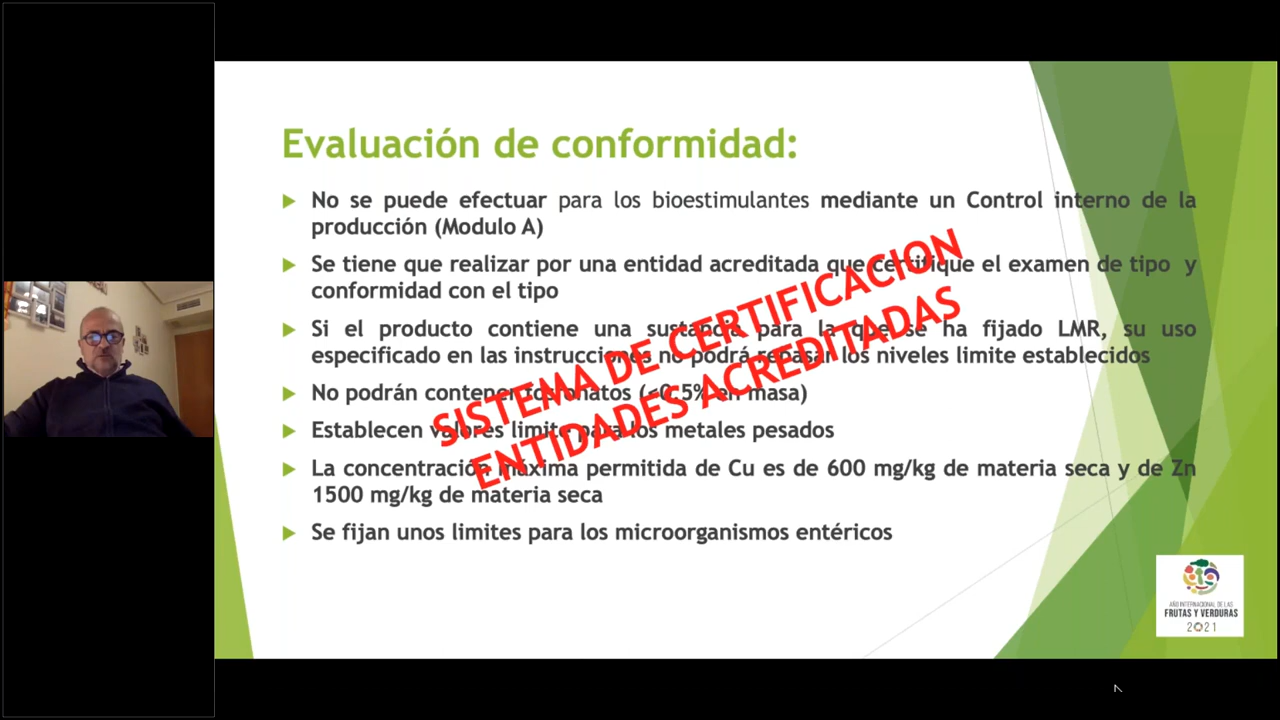 Evaluación de conformidad:
No se puede efectuar para los bioestimulantes mediante un Control interno de la
producción (Modulo A)
Se tiene que realizar por una entidad acreditada que certifique el examen de tipo y
conformidad con el tipo
Si el producto contiene una sustancia para la que se ha fijado LMR, su uso
especificado en las instrucciones no podrá repasar los niveles limite establecidos
No podrán contener fosfonatos (<0,5% en masa)
Establecen valores limite para los metales pesados
La concentración máxima permitida de Cu es de 600 mg/kg de materia seca y de Zn
1500 mg/kg de materia seca
Se fijan unos limites para los microorganismos entéricos
SISTEMA DE CERTIFICACION
ENTIDADES ACREDITADAS
AÑO INTERNACIONAL DE LAS
FRUTAS Y VERDURAS
2021